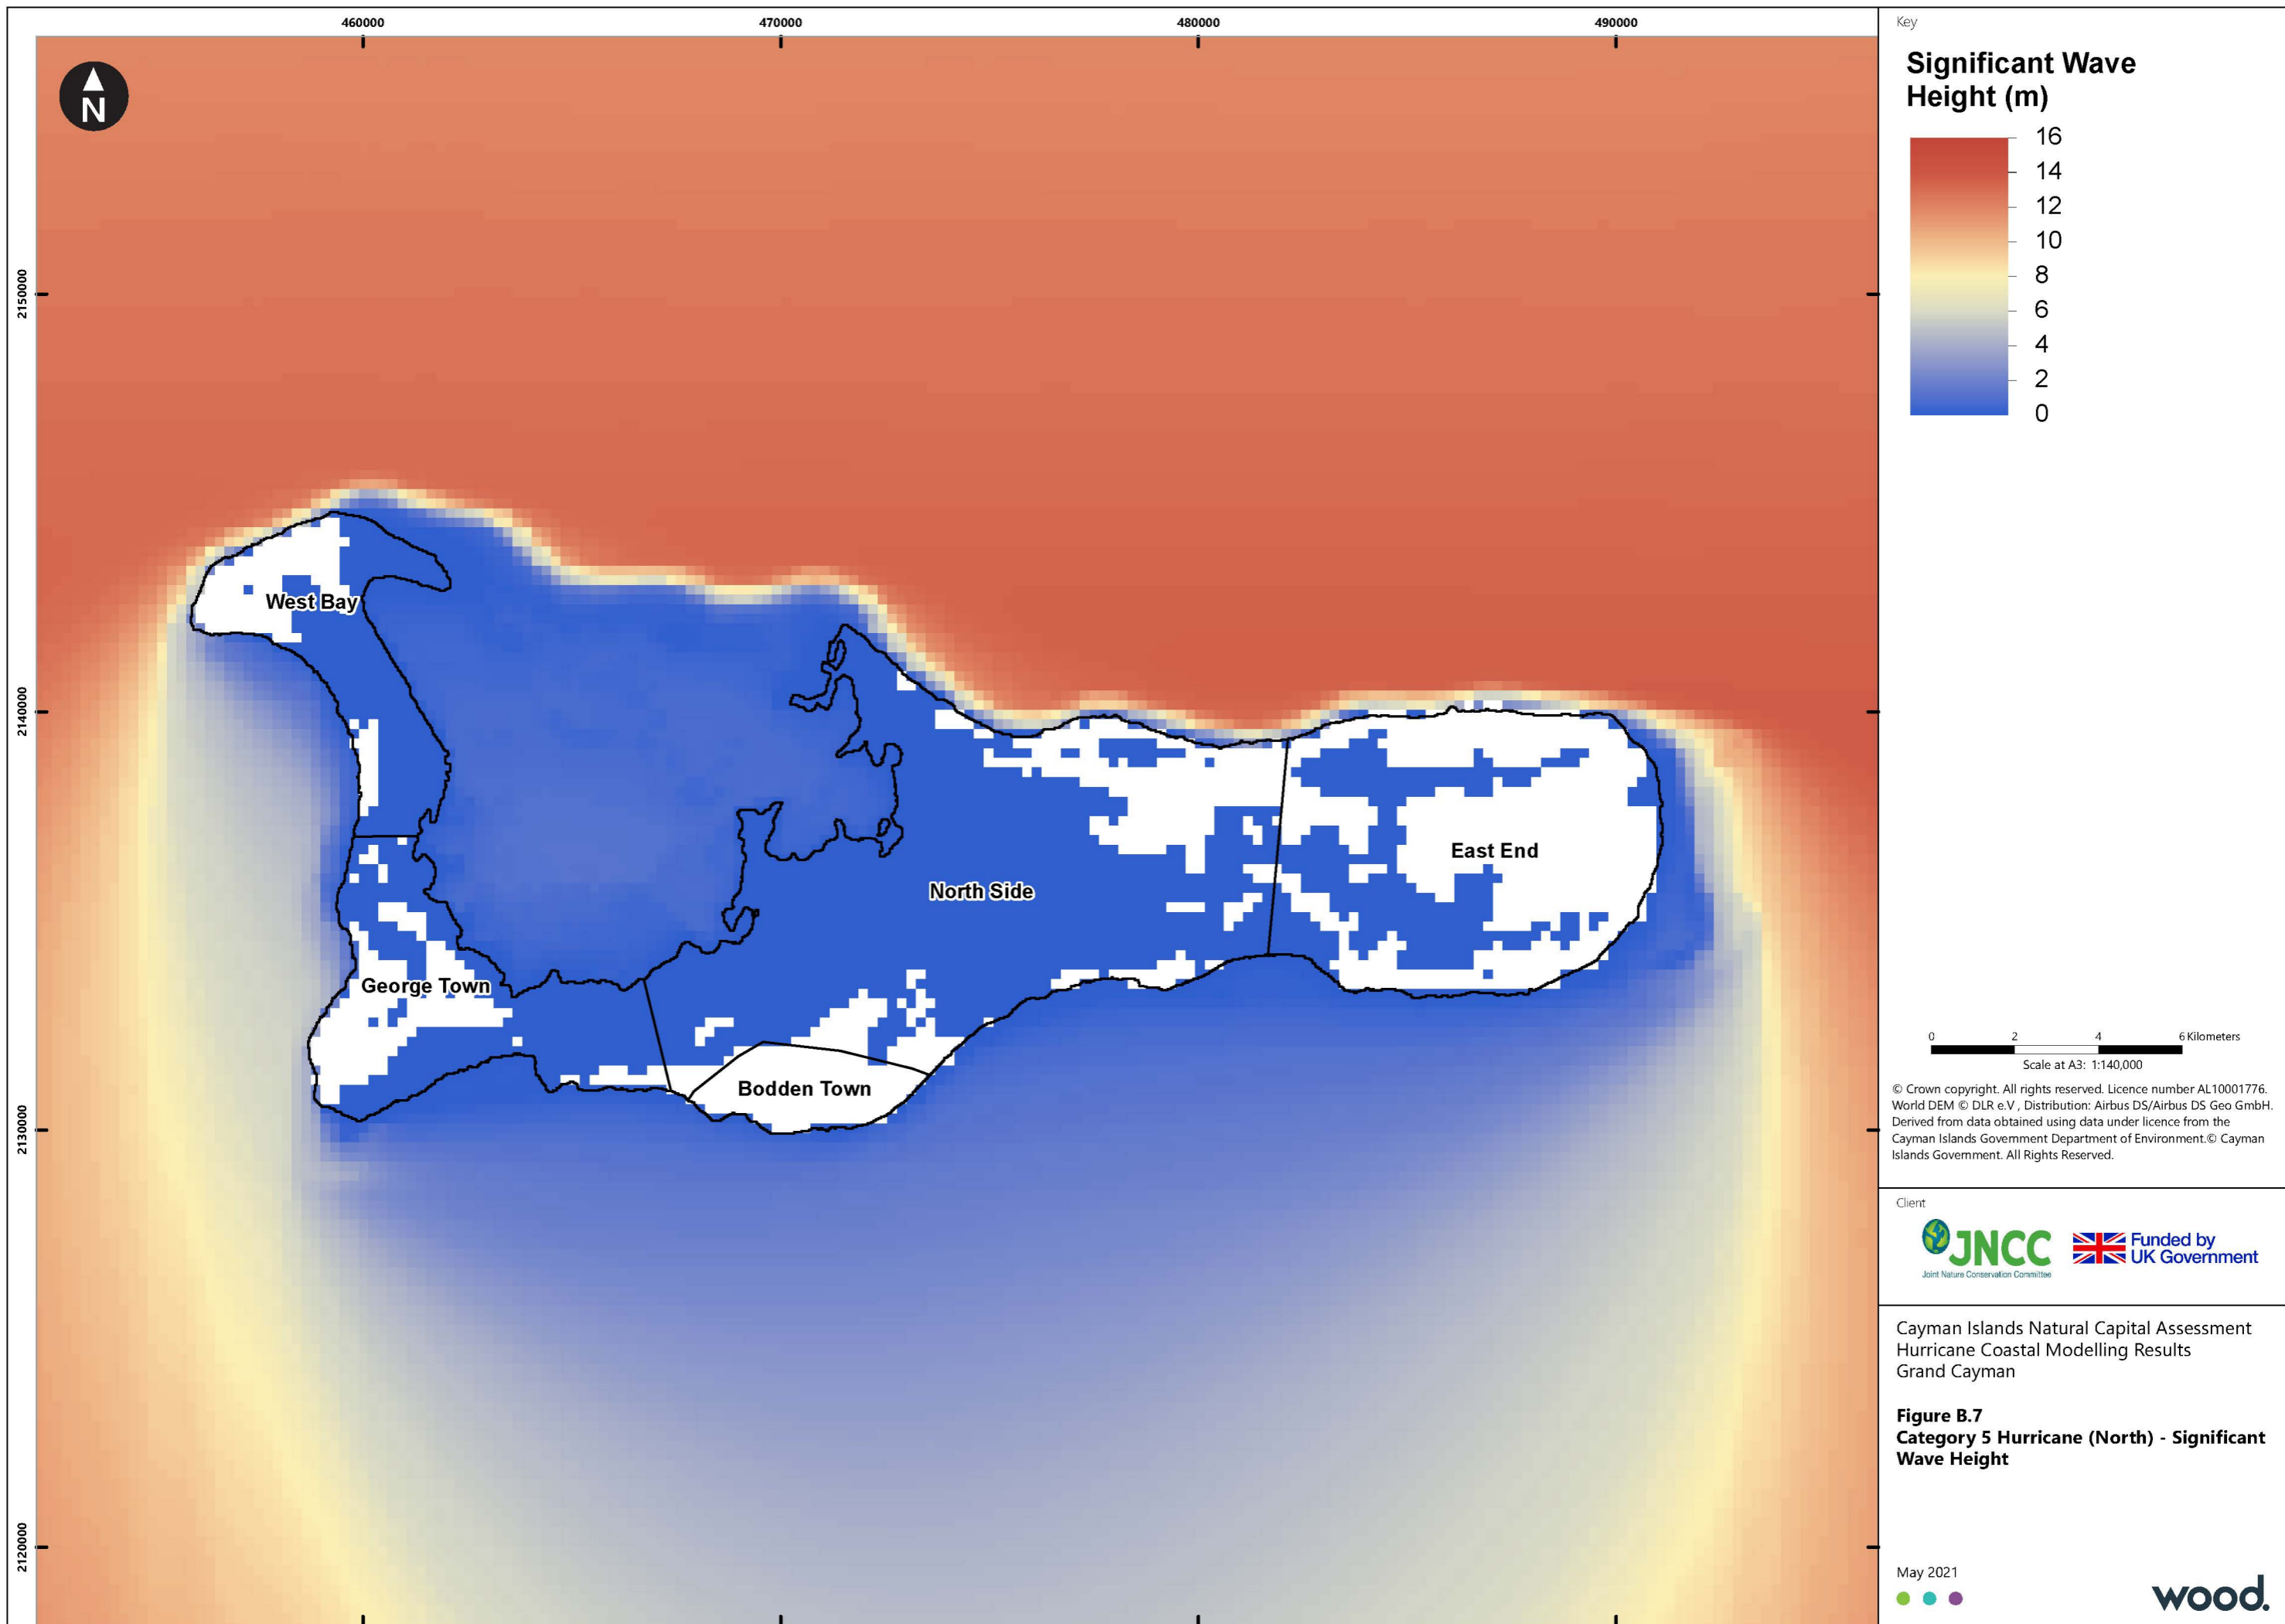 460000
470000
480000
490000
2150000
2140000
2130000
2120000
N
West Bay
North Side
East End
George Town
Bodden Town
Key
Significant Wave
Height (m)
16
14
12
10
8
6
4
2
0
0 2 4 6 Kilometers
Scale at A3: 1:140,000
© Crown copyright. All rights reserved. Licence number AL10001776.
World DEM © DLR e.V , Distribution: Airbus DS/Airbus DS Geo GmbH.
Derived from data obtained using data under licence from the
Cayman Islands Government Department of Environment.© Cayman
Islands Government. All Rights Reserved.
Client
JNCC
Joint Nature Conservation Committee
Funded by
UK Government
Cayman Islands Natural Capital Assessment
Hurricane Coastal Modelling Results
Grand Cayman
Figure B.7
Category 5 Hurricane (North) - Significant
Wave Height
May 2021
wood.